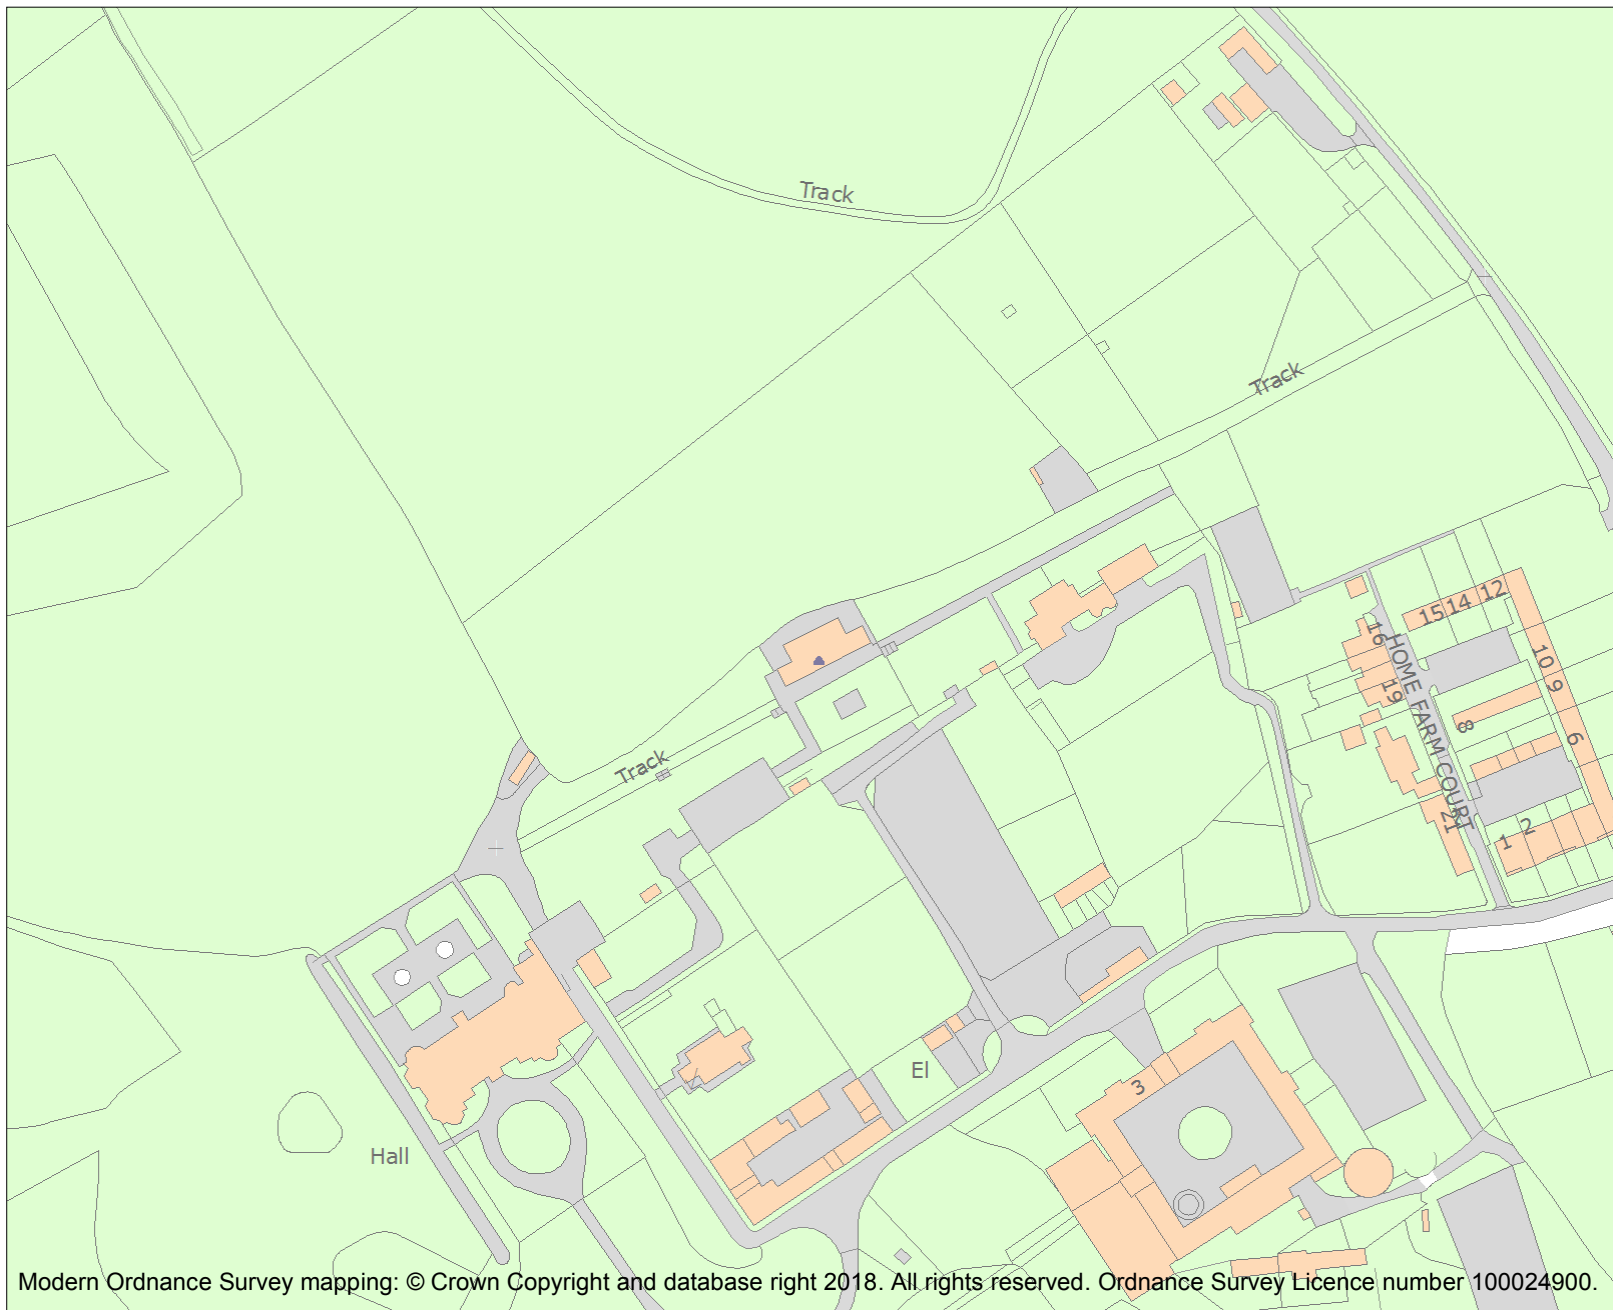 Track
Track
15 14 12
16
HOME FARM COURT
10
19
9
8
6
Track
21
1 2
El
3
Hall
Modern Ordnance Survey mapping: © Crown Copyright and database right 2018. All rights reserved. Ordnance Survey Licence number 100024900.